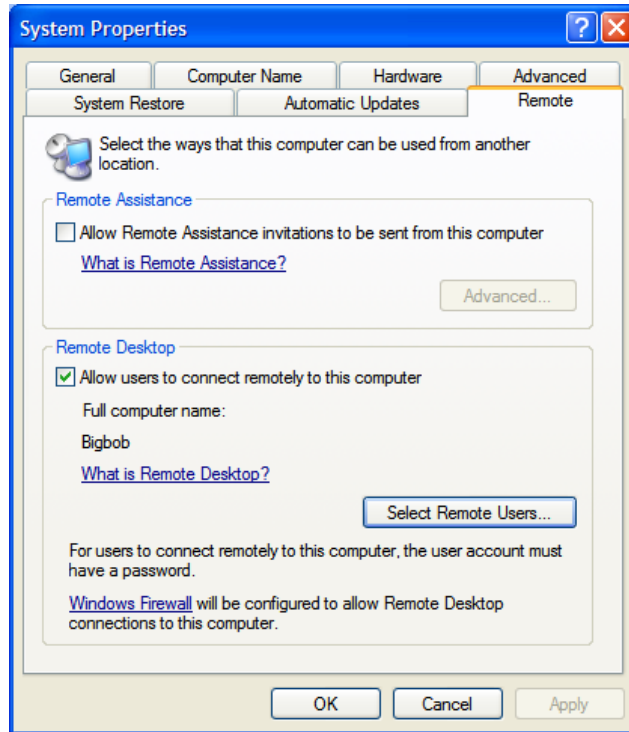 System Properties
General
Computer Name
Hardware
Advanced
System Restore
Automatic Updates
Remote
Select the ways that this computer can be used from another
location.
Remote Assistance
Allow Remote Assistance invitations to be sent from this computer
What is Remote Assistance?
Advanced...
Remote Desktop
Allow users to connect remotely to this computer
Full computer name:
Bigbob
What is Remote Desktop?
Select Remote Users...
For users to connect remotely to this computer, the user account must
have a password.
Windows Firewall will be configured to allow Remote Desktop
connections to this computer.
OK
Cancel
Apply